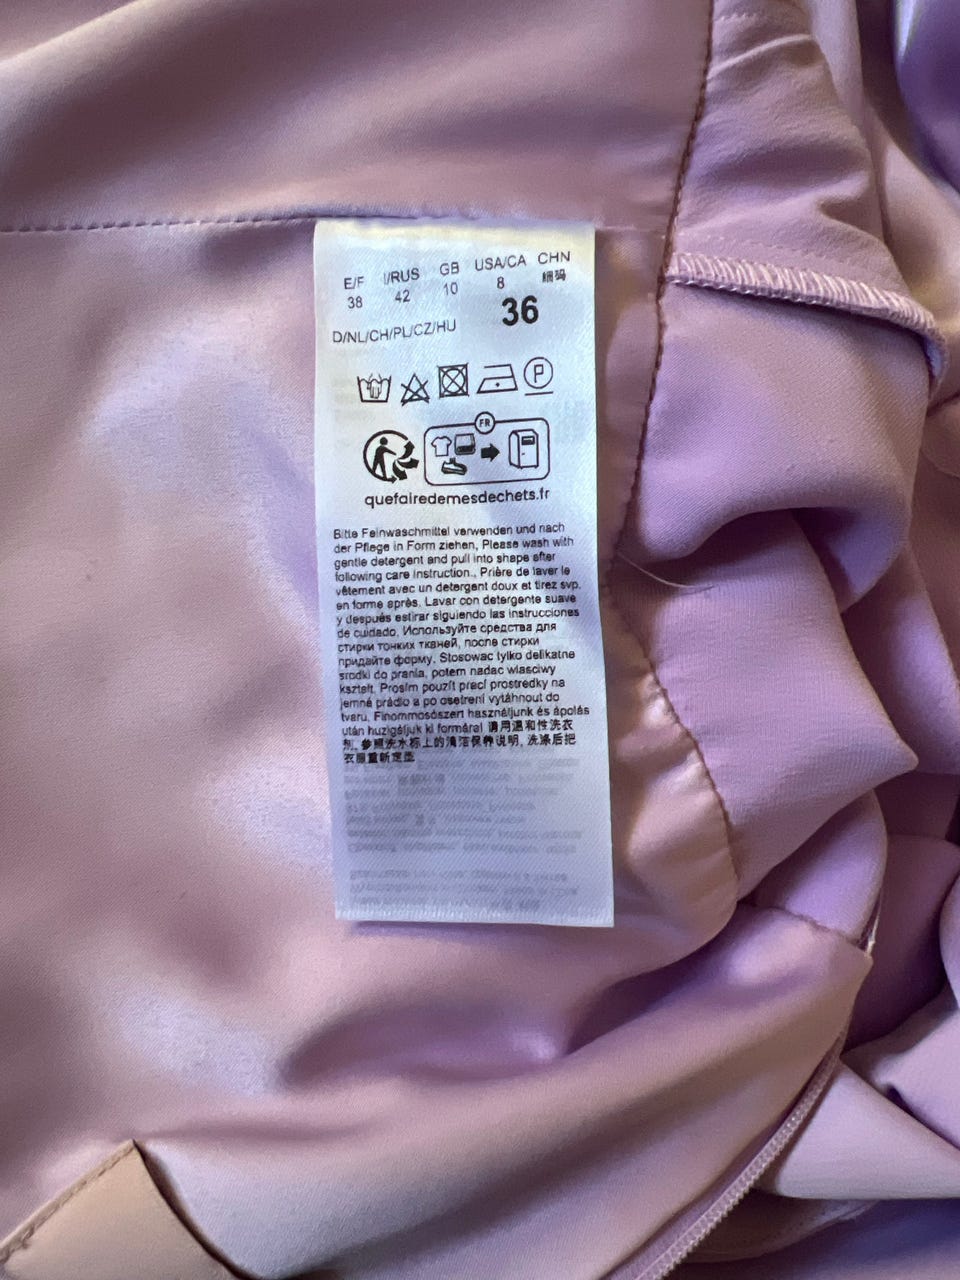 E/F I/RUS GB USA/CA CHN
38 42 10 8 细码
D/NL/CH/PL/CZ/HU 36
P
FR
quefairedemesdechets.fr
Bitte Feinwaschmittel verwenden und nach
der Pflege in Form ziehen, Please wash with
gentle detergent and pull into shape after
following care instruction., Prière de laver le
vêtement avec un detergent doux et tirez svp.
en forme après. Lavar con detergente suave
y después estirar siguiendo las instrucciones
de cuidado, Используйте средства для
стирки тонких тканей, после стирки
придайте форму. Stosowac tylko delikatne
srodki do prania, potem nadac wlasciwy
ksztelt. Prosím pouzít prací prostredky na
jemné prádlo a po osetrení vytáhnout do
tvaru, Finommosószert használjunk és ápolás
után huzigáljuk ki formára! 请用温和性洗衣
剂, 参照洗水标上的清洁保养说明, 洗涤后把
衣服重新定型